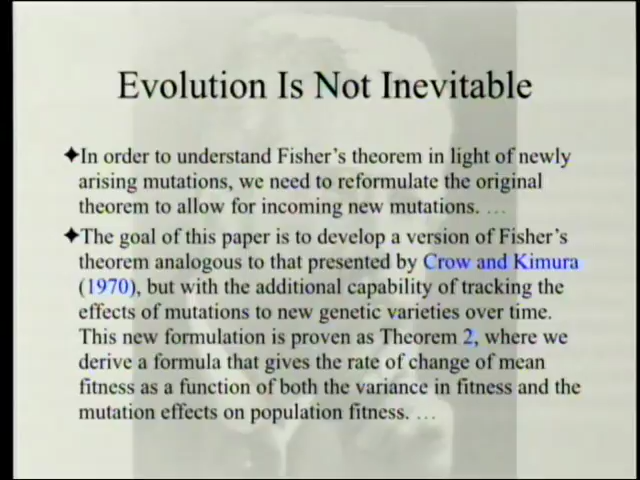 Evolution Is Not Inevitable
✦In order to understand Fisher's theorem in light of newly
arising mutations, we need to reformulate the original
theorem to allow for incoming new mutations. …
✦The goal of this paper is to develop a version of Fisher's
theorem analogous to that presented by Crow and Kimura
(1970), but with the additional capability of tracking the
effects of mutations to new genetic varieties over time.
This new formulation is proven as Theorem 2, where we
derive a formula that gives the rate of change of mean
fitness as a function of both the variance in fitness and the
mutation effects on population fitness. …